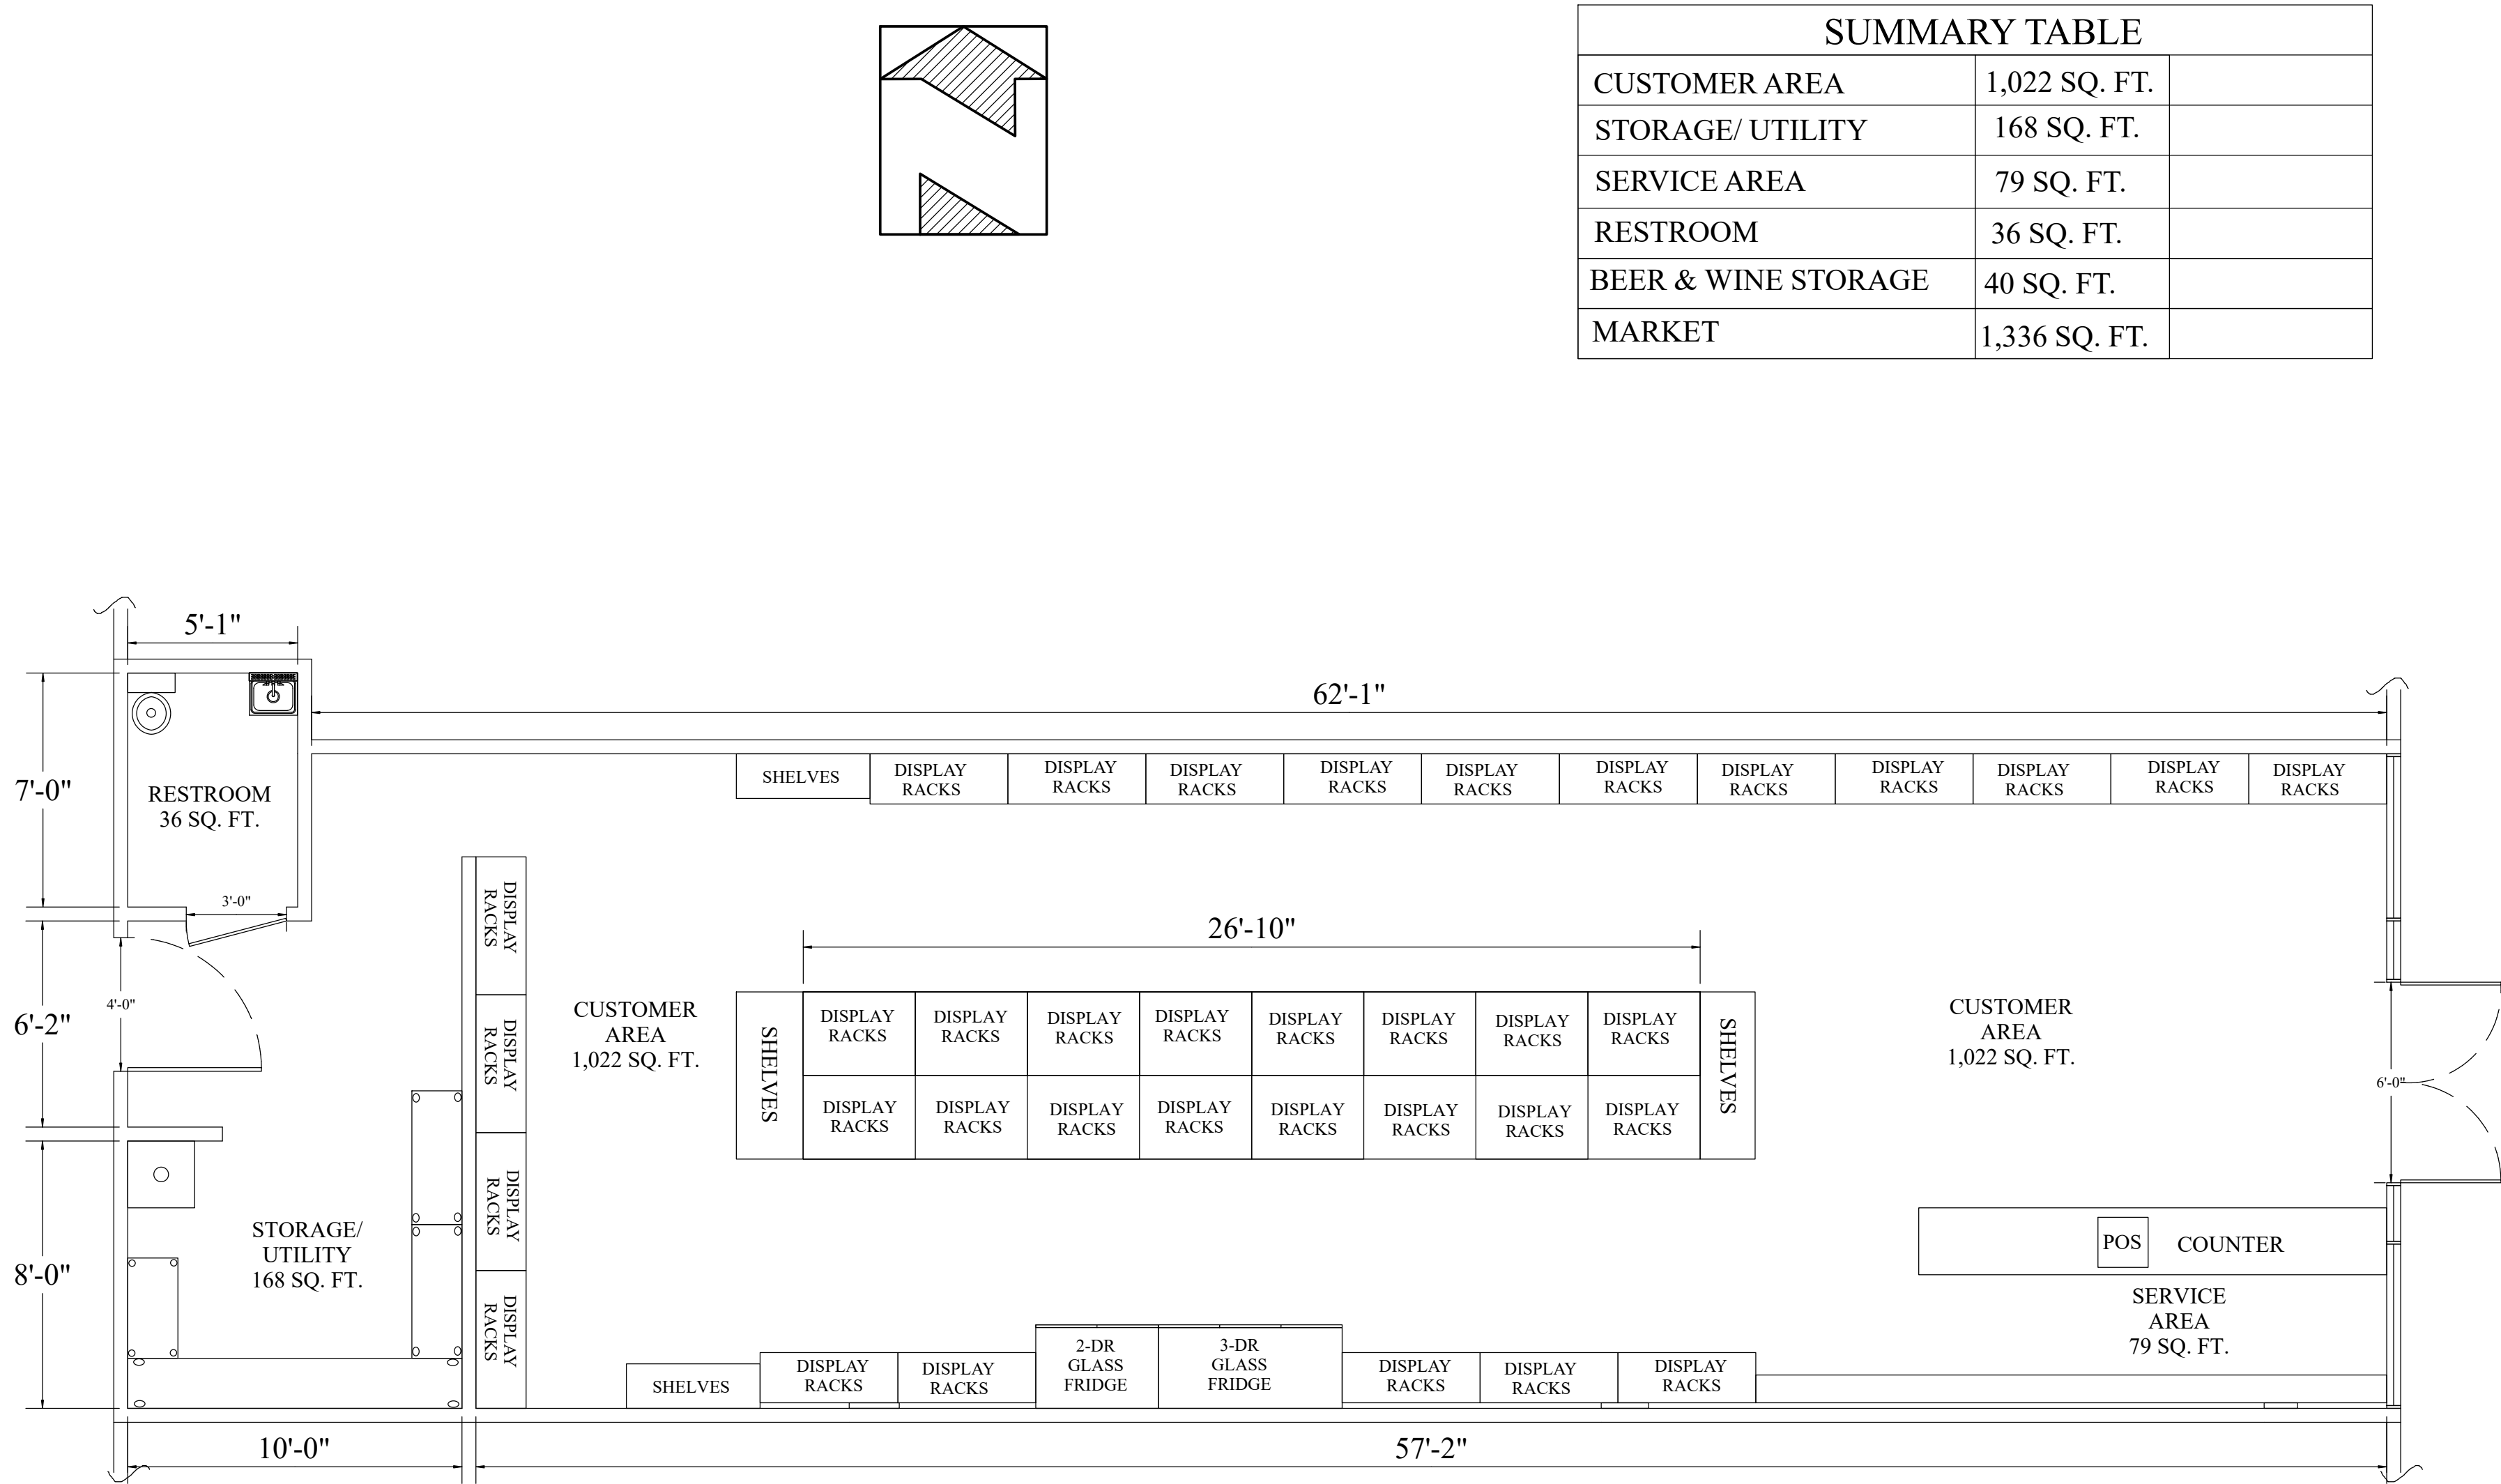 SUMMARY TABLE
CUSTOMER AREA 1,022 SQ. FT.
STORAGE/ UTILITY 168 SQ. FT.
SERVICE AREA 79 SQ. FT.
RESTROOM 36 SQ. FT.
BEER & WINE STORAGE 40 SQ. FT.
MARKET 1,336 SQ. FT.
5'-1"
62'-1"
7'-0"
RESTROOM
36 SQ. FT.
3'-0"
SHELVES
DISPLAY
RACKS
DISPLAY
RACKS
DISPLAY
RACKS
DISPLAY
RACKS
DISPLAY
RACKS
DISPLAY
RACKS
DISPLAY
RACKS
DISPLAY
RACKS
DISPLAY
RACKS
DISPLAY
RACKS
DISPLAY
RACKS
DISPLAY
RACKS
DISPLAY
RACKS
DISPLAY
RACKS
DISPLAY
RACKS
26'-10"
6'-2"
4'-0"
CUSTOMER
AREA
1,022 SQ. FT.
SHELVES
DISPLAY
RACKS
DISPLAY
RACKS
DISPLAY
RACKS
DISPLAY
RACKS
DISPLAY
RACKS
DISPLAY
RACKS
DISPLAY
RACKS
DISPLAY
RACKS
DISPLAY
RACKS
DISPLAY
RACKS
DISPLAY
RACKS
DISPLAY
RACKS
DISPLAY
RACKS
DISPLAY
RACKS
DISPLAY
RACKS
DISPLAY
RACKS
SHELVES
CUSTOMER
AREA
1,022 SQ. FT.
6'-0"
8'-0"
STORAGE/
UTILITY
168 SQ. FT.
POS
COUNTER
SERVICE
AREA
79 SQ. FT.
SHELVES
DISPLAY
RACKS
DISPLAY
RACKS
2-DR
GLASS
FRIDGE
3-DR
GLASS
FRIDGE
DISPLAY
RACKS
DISPLAY
RACKS
DISPLAY
RACKS
10'-0"
57'-2"